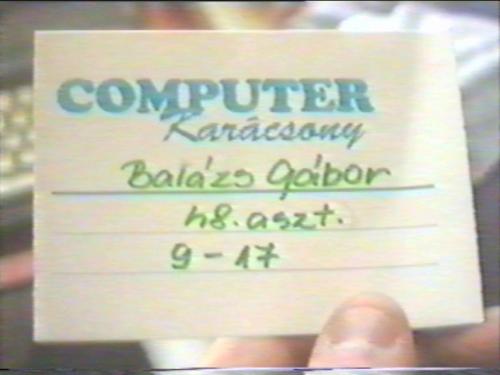 COMPUTER
Karácsony
Balázs Gábor
48. aszt.
9-17